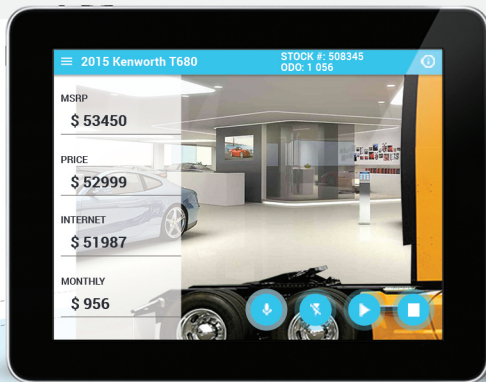 2015 Kenworth T680
STOCK #: 508345
ODO: 1 056
MSRP
$ 53450
PRICE
$ 52999
INTERNET
$ 51987
MONTHLY
$ 956